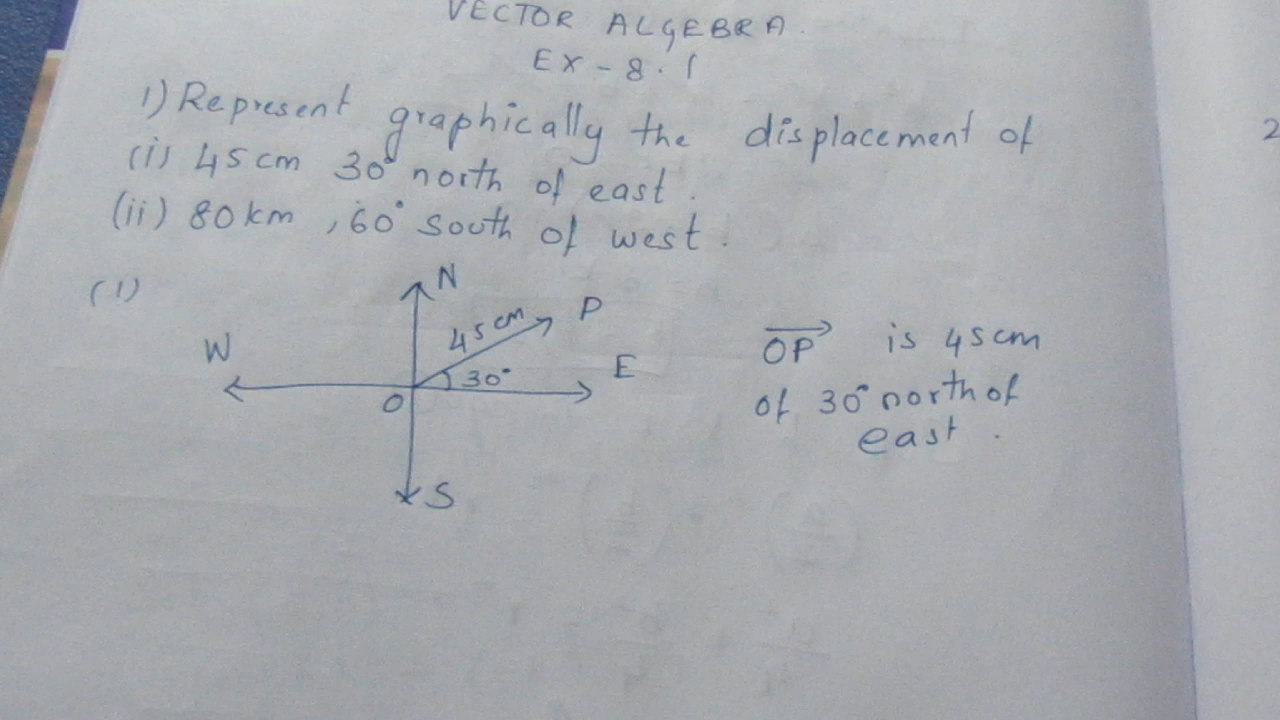 VECTOR ALGEBRA.
EX - 8.1
1) Represent graphically the displacement of
(i) 45 cm 30° north of east.
(ii) 80 km, 60° south of west.
(1)
N
45 cm
P
W
E
30°
O
S
OP is 45 cm
of 30° north of
east.
2